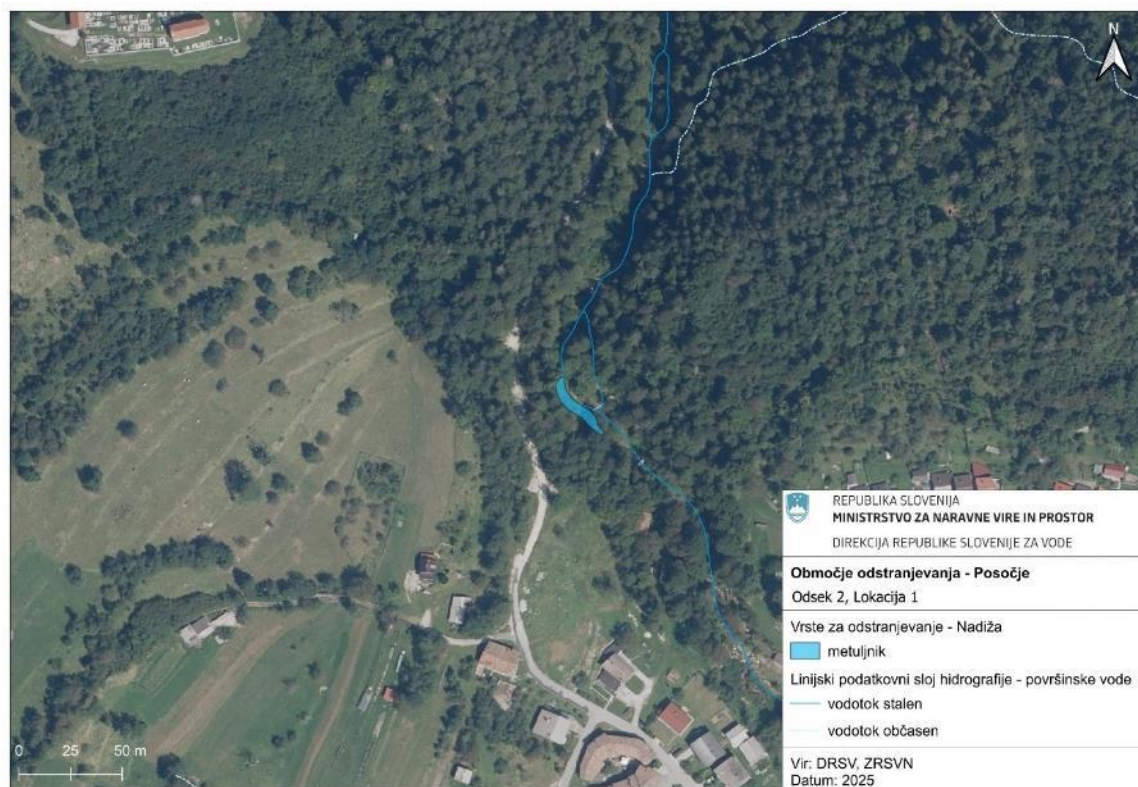 N
REPUBLIKA SLOVENIJA
MINISTRSTVO ZA NARAVNE VIRE IN PROSTOR
DIREKCIJA REPUBLIKE SLOVENIJE ZA VODE
Območje odstranjevanja - Posočje
Odsek 2, Lokacija 1
Vrste za odstranjevanje - Nadiža
metuljnik
Linijski podatkovni sloj hidrografije - površinske vode
vodotok stalen
vodotok občasen
Vir: DRSV, ZRSVN
Datum: 2025
0 25 50 m